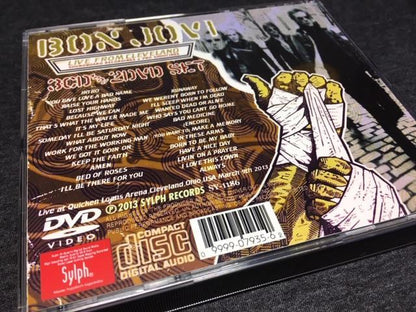 BON JOVI
LIVE FROM CLEVELAND
2CD+2DVD SET
INTRO
YOU GIVE LOVE A BAD NAME
RAISE YOUR HANDS
LOST HIGHWAY
BECAUSE WE CAN
THAT'S WHAT THE WATER MADE ME
IT'S MY LIFE
SOMEDAY I'LL BE SATURDAY NIGHT
WHAT ABOUT NOW
WORK FOR THE WORKING MAN
WE GOT IT GOIN' ON
KEEP THE FAITH
AMEN
BED OF ROSES
I'LL BE THERE FOR YOU
RUNAWAY
WE WEREN'T BORN TO FOLLOW
I'LL SLEEP WHEN I'M DEAD
WANTED DEAD OR ALIVE
WHO SAYS YOU CAN'T GO HOME
BAD MEDICINE
(ENCORE)
(YOU WANT TO) MAKE A MEMORY
IN THESE ARMS
BORN TO BE MY BABY
HAVE A NICE DAY
LIVIN' ON A PRAYER
I LOVE THIS TOWN
ALWAYS
Live at Quicken Loans Arena Cleveland Ohio USA March 9th 2013
℗ © 2013 SYLPH RECORDS
DVD
VIDEO
COMPACT
disc
DIGITAL AUDIO
Sylph